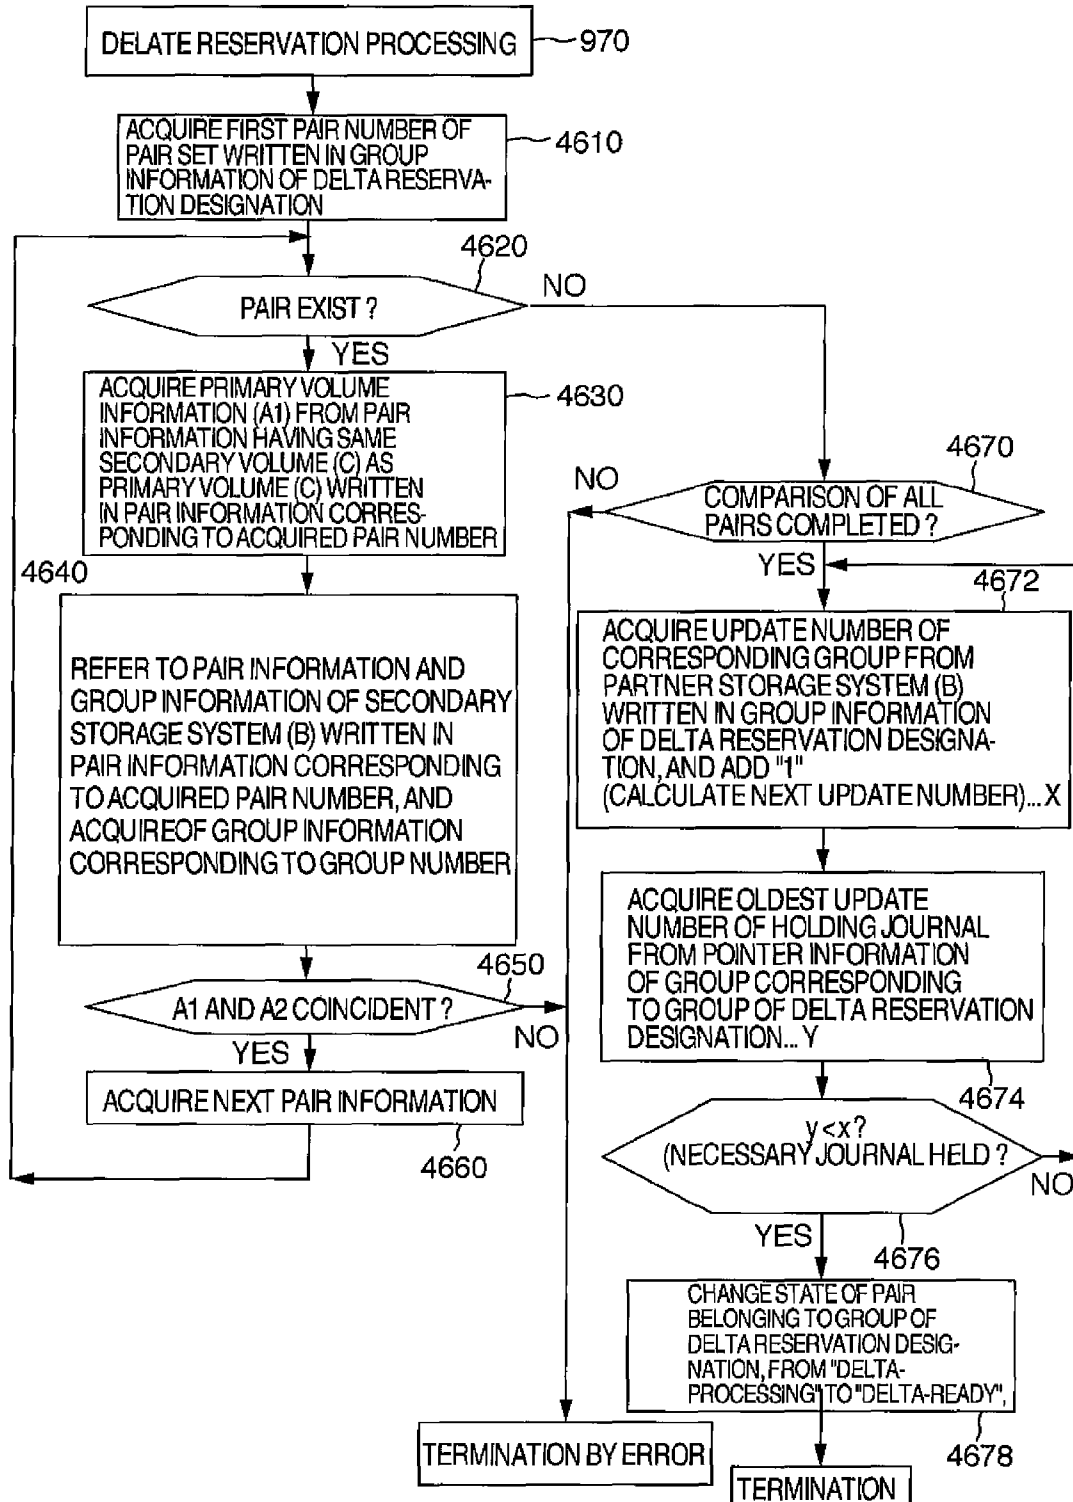 DELATE RESERVATION PROCESSING
970
ACQUIRE FIRST PAIR NUMBER OF
PAIR SET WRITTEN IN GROUP
INFORMATION OF DELTA RESERVA-
TION DESIGNATION
4610
4620
PAIR EXIST ?
NO
YES
ACQUIRE PRIMARY VOLUME
INFORMATION (A1) FROM PAIR
INFORMATION HAVING SAME
SECONDARY VOLUME (C) AS
PRIMARY VOLUME (C) WRITTEN
IN PAIR INFORMATION CORRES-
PONDING TO ACQUIRED PAIR NUMBER
4630
4640
REFER TO PAIR INFORMATION AND
GROUP INFORMATION OF SECONDARY
STORAGE SYSTEM (B) WRITTEN IN
PAIR INFORMATION CORRESPONDING
TO ACQUIRED PAIR NUMBER, AND
ACQUIREOF GROUP INFORMATION
CORRESPONDING TO GROUP NUMBER
4650
A1 AND A2 COINCIDENT ?
NO
YES
ACQUIRE NEXT PAIR INFORMATION
4660
4670
NO
COMPARISON OF ALL
PAIRS COMPLETED ?
YES
4672
ACQUIRE UPDATE NUMBER OF
CORRESPONDING GROUP FROM
PARTNER STORAGE SYSTEM (B)
WRITTEN IN GROUP INFORMATION
OF DELTA RESERVATION DESIGNA-
TION, AND ADD "1"
(CALCULATE NEXT UPDATE NUMBER)... X
ACQUIRE OLDEST UPDATE
NUMBER OF HOLDING JOURNAL
FROM POINTER INFORMATION
OF GROUP CORRESPONDING
TO GROUP OF DELTA RESERVATION
DESIGNATION... Y
4674
y<x?
(NECESSARY JOURNAL HELD ?
NO
YES
4676
CHANGE STATE OF PAIR
BELONGING TO GROUP OF
DELTA RESERVATION DESIG-
NATION, FROM "DELTA-
PROCESSING" TO "DELTA-READY",
4678
TERMINATION BY ERROR
TERMINATION